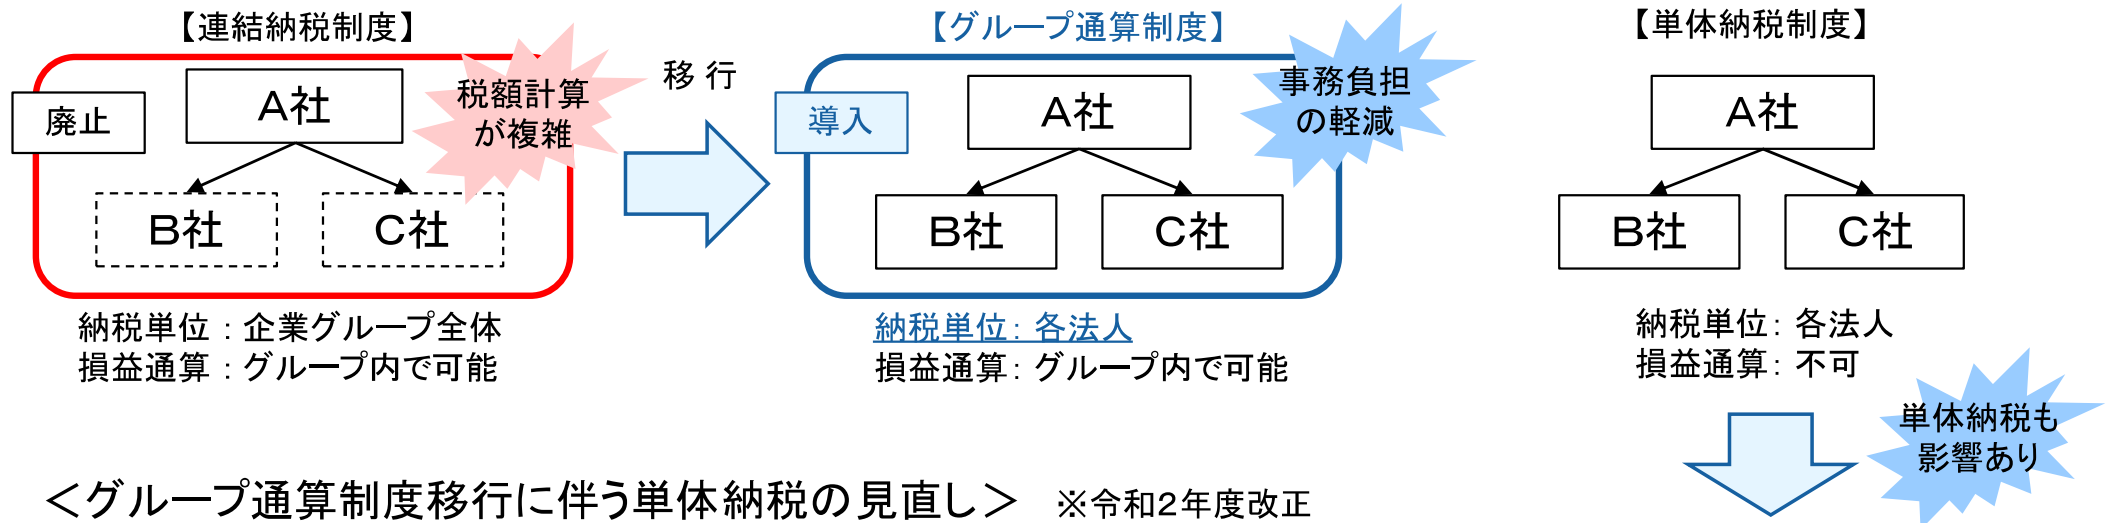 【連結納税制度】
廃止
A社
B社
C社
税額計算
が複雑
納税単位：企業グループ全体
損益通算：グループ内で可能
移 行
【グループ通算制度】
導入
A社
B社
C社
事務負担
の軽減
納税単位：各法人
損益通算：グループ内で可能
【単体納税制度】
A社
B社
C社
納税単位：各法人
損益通算：不可
単体納税も
影響あり
＜グループ通算制度移行に伴う単体納税の見直し＞ ※令和2年度改正